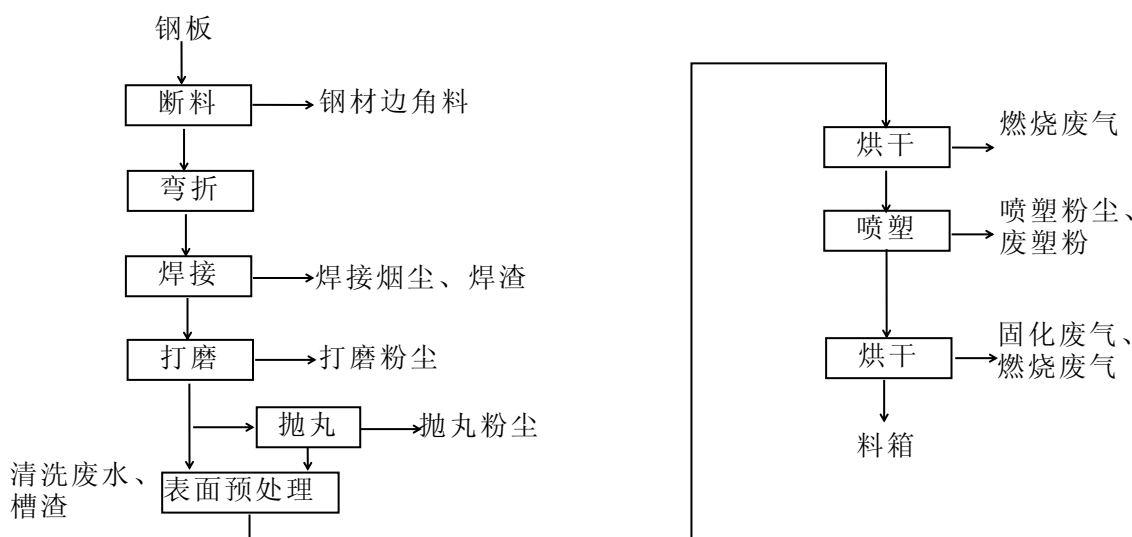 钢板
断料
钢材边角料
弯折
焊接
焊接烟尘、焊渣
打磨
打磨粉尘
抛丸
抛丸粉尘
清洗废水、
槽渣
表面预处理
烘干
燃烧废气
喷塑
喷塑粉尘、
废塑粉
烘干
固化废气、
燃烧废气
料箱